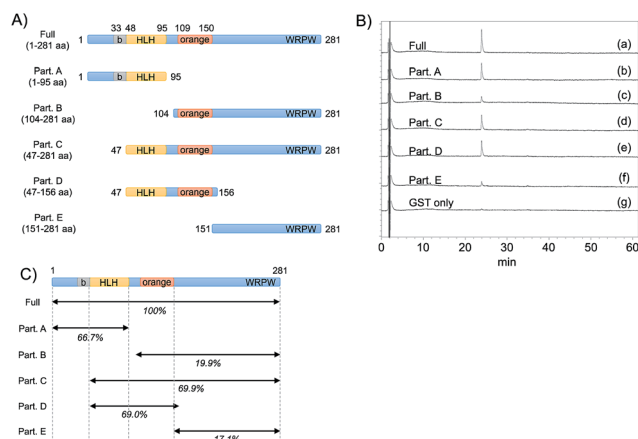 A)
33 48 95 109 150
Full 1 b HLH orange WRPW 281
(1-281 aa)
Part. A 1 b HLH 95
(1-95 aa)
Part. B 104 orange WRPW 281
(104-281 aa)
Part. C 47 HLH orange WRPW 281
(47-281 aa)
Part. D 47 HLH orange 156
(47-156 aa)
Part. E 151 WRPW 281
(151-281 aa)
B)
Full (a)
Part. A (b)
Part. B (c)
Part. C (d)
Part. D (e)
Part. E (f)
GST only (g)
0 10 20 30 40 50 60
min
C)
1 281
b HLH orange WRPW
Full
100%
Part. A
66.7%
Part. B
19.9%
Part. C
69.9%
Part. D
69.0%
Part. E
17.1%